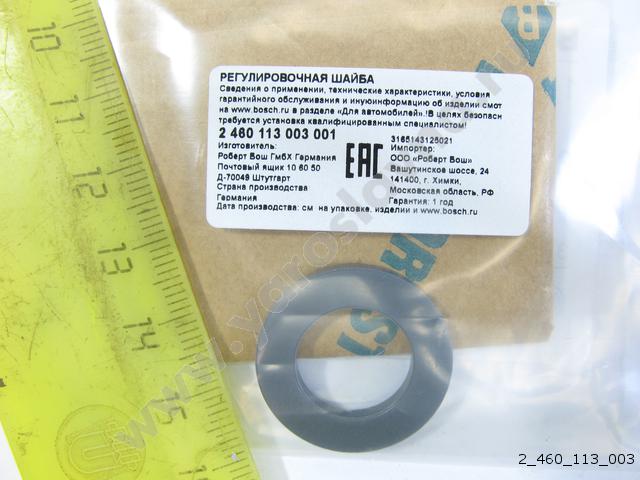 РЕГУЛИРОВОЧНАЯ ШАЙБА
Сведения о применении, технические характеристики, условия
гарантийного обслуживания и инуюинформацию об изделии смот
на www.bosch.ru в разделе «Для автомобилей».!В целях безопасн
требуется установка квалифицированным специалистом!
2 460 113 003 001
3165143125021
Изготовитель:
Роберт Бош ГмбХ Германия
Почтовый ящик 10 60 50
Д-70049 Штутгарт
Страна производства
Германия
EAC
Импортер:
ООО «Роберт Бош»
Вашутинское шоссе, 24
141400, г. Химки,
Московская область, РФ
Гарантия: 1 год
Дата производства: см. на упаковке, изделии и www.bosch.ru
10
11
12
13
14
15
2_460_113_003